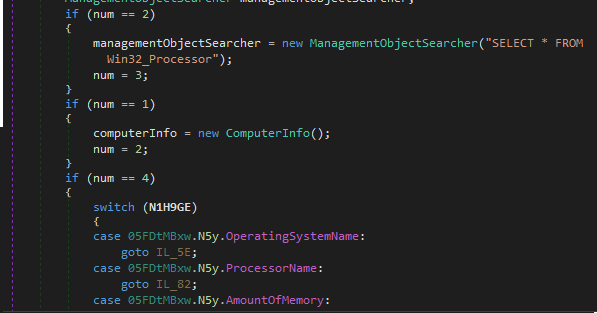 if (num == 2)
{
managementObjectSearcher = new ManagementObjectSearcher("SELECT * FROM
Win32_Processor");
num = 3;
}
if (num == 1)
{
computerInfo = new ComputerInfo();
num = 2;
}
if (num == 4)
{
switch (N1H9GE)
{
case 05FDtMBxw.N5y.OperatingSystemName:
goto IL_5E;
case 05FDtMBxw.N5y.ProcessorName:
goto IL_82;
case 05FDtMBxw.N5y.AmountOfMemory: